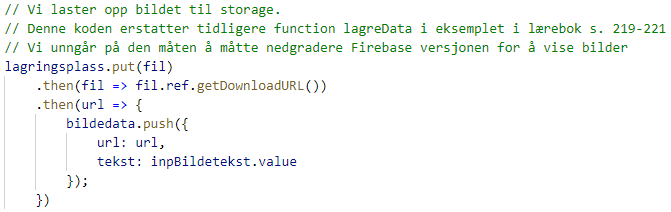 // Vi laster opp bildet til storage.
// Denne koden erstatter tidligere function lagreData i eksemplet i lærebok s. 219-221
// Vi unngår på den måten å måtte nedgradere Firebase versjonen for å vise bilder
lagringsplass.put(fil)
    .then(fil => fil.ref.getDownloadURL())
    .then(url => {
        bildedata.push({
            url: url,
            tekst: inpBildetekst.value
        });
    })